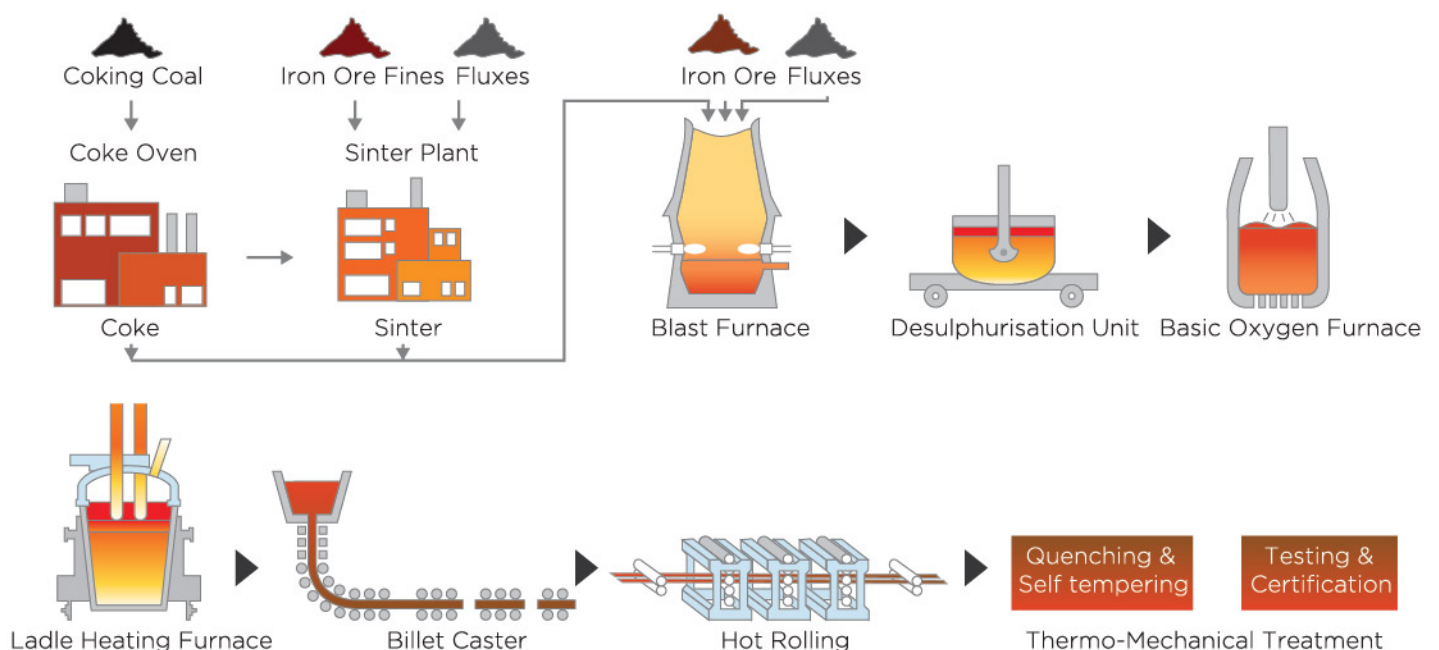 Coking Coal
Iron Ore Fines
Fluxes
Iron Ore
Fluxes
Coke Oven
Sinter Plant
Coke
Sinter
Blast Furnace
Desulphurisation Unit
Basic Oxygen Furnace
Quenching &
Self tempering
Testing &
Certification
Ladle Heating Furnace
Billet Caster
Hot Rolling
Thermo-Mechanical Treatment